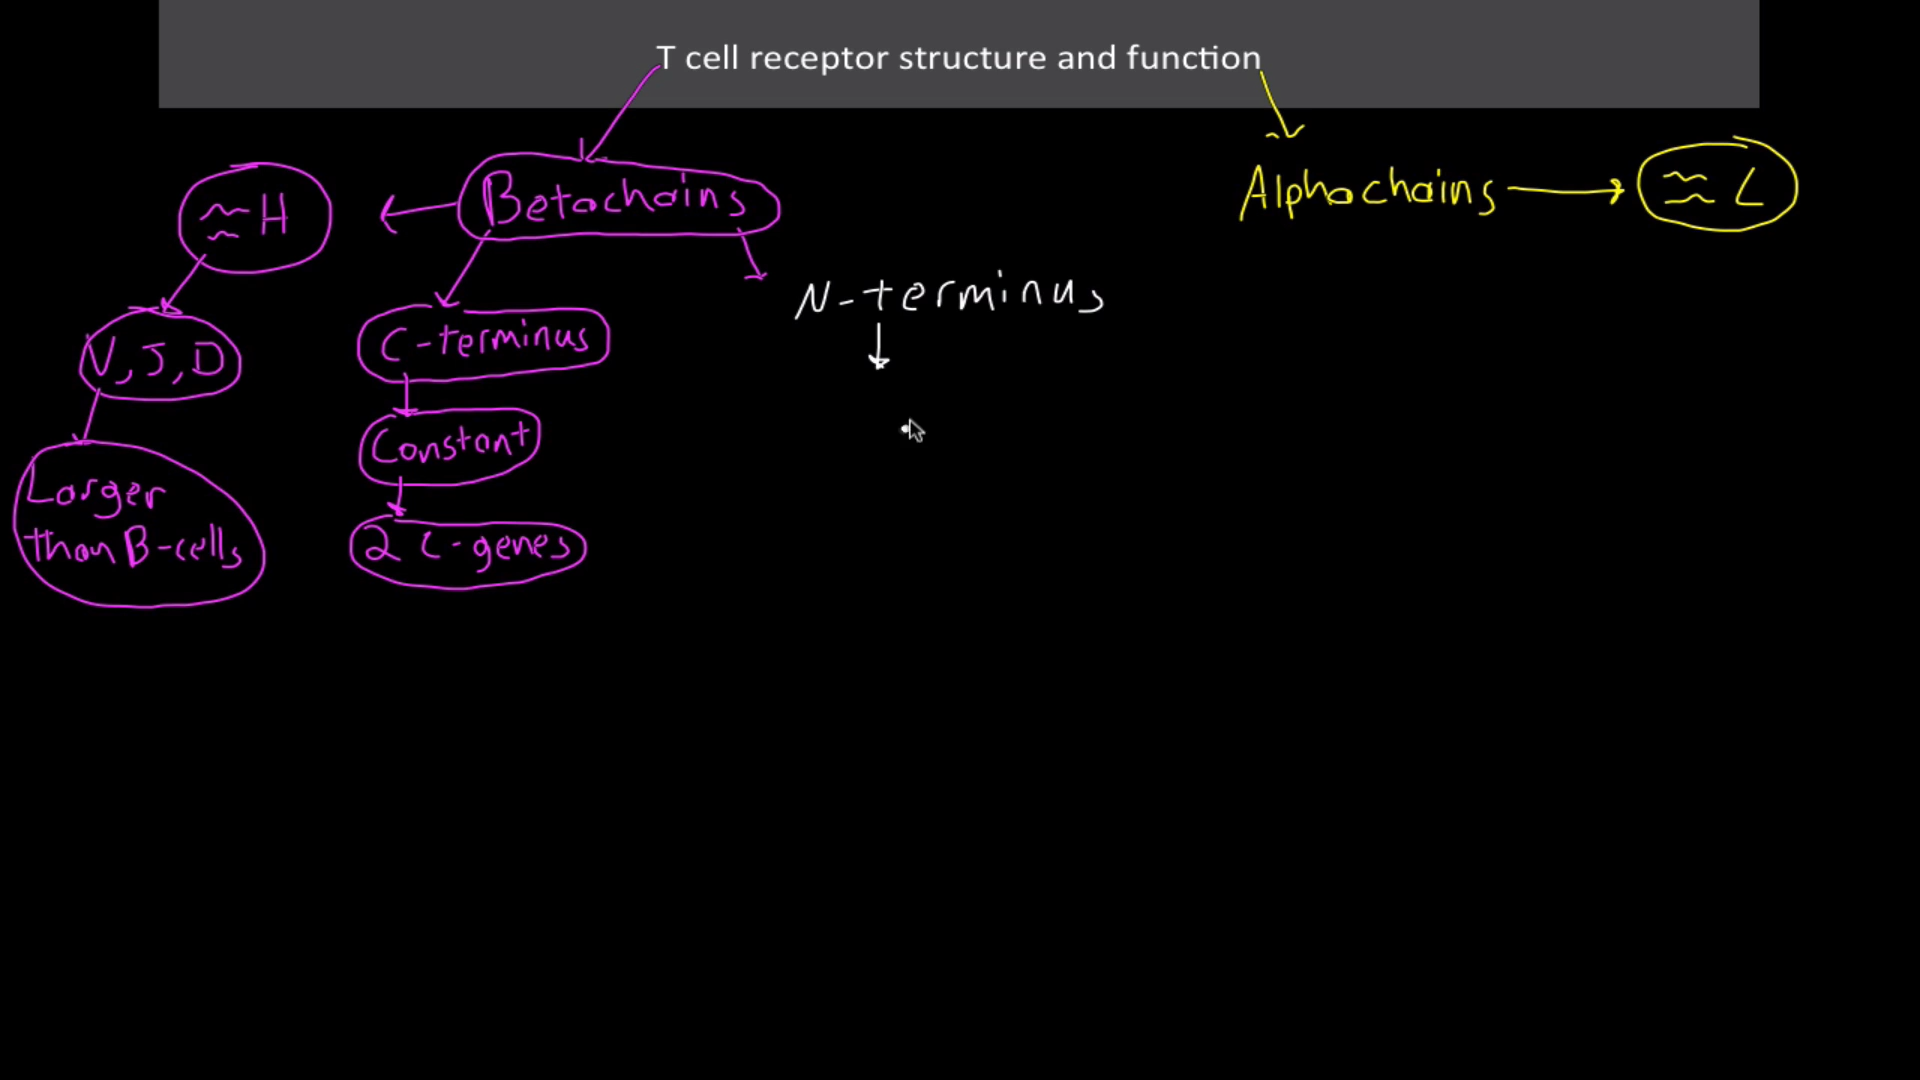 T cell receptor structure and function
≈ H
Betachains
Alphachains
≈ L
N-terminus
V, J, D
C-terminus
Constant
Larger
than B-cells
2 C-genes